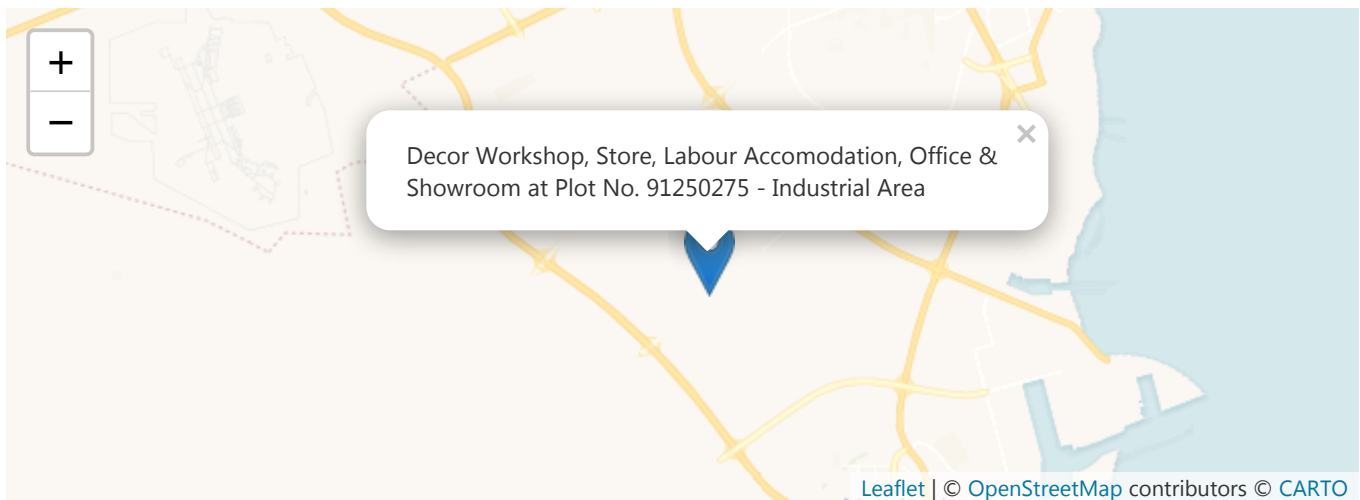 +
−
Decor Workshop, Store, Labour Accomodation, Office &
Showroom at Plot No. 91250275 - Industrial Area
×
Leaflet | © OpenStreetMap contributors © CARTO